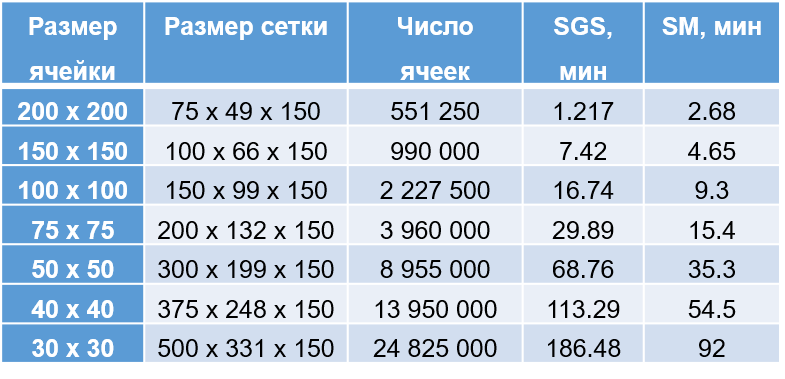 Размер ячейки Размер сетки Число ячеек SGS, мин SM, мин
200 x 200 75 x 49 x 150 551 250 1.217 2.68
150 x 150 100 x 66 x 150 990 000 7.42 4.65
100 x 100 150 x 99 x 150 2 227 500 16.74 9.3
75 x 75 200 x 132 x 150 3 960 000 29.89 15.4
50 x 50 300 x 199 x 150 8 955 000 68.76 35.3
40 x 40 375 x 248 x 150 13 950 000 113.29 54.5
30 x 30 500 x 331 x 150 24 825 000 186.48 92